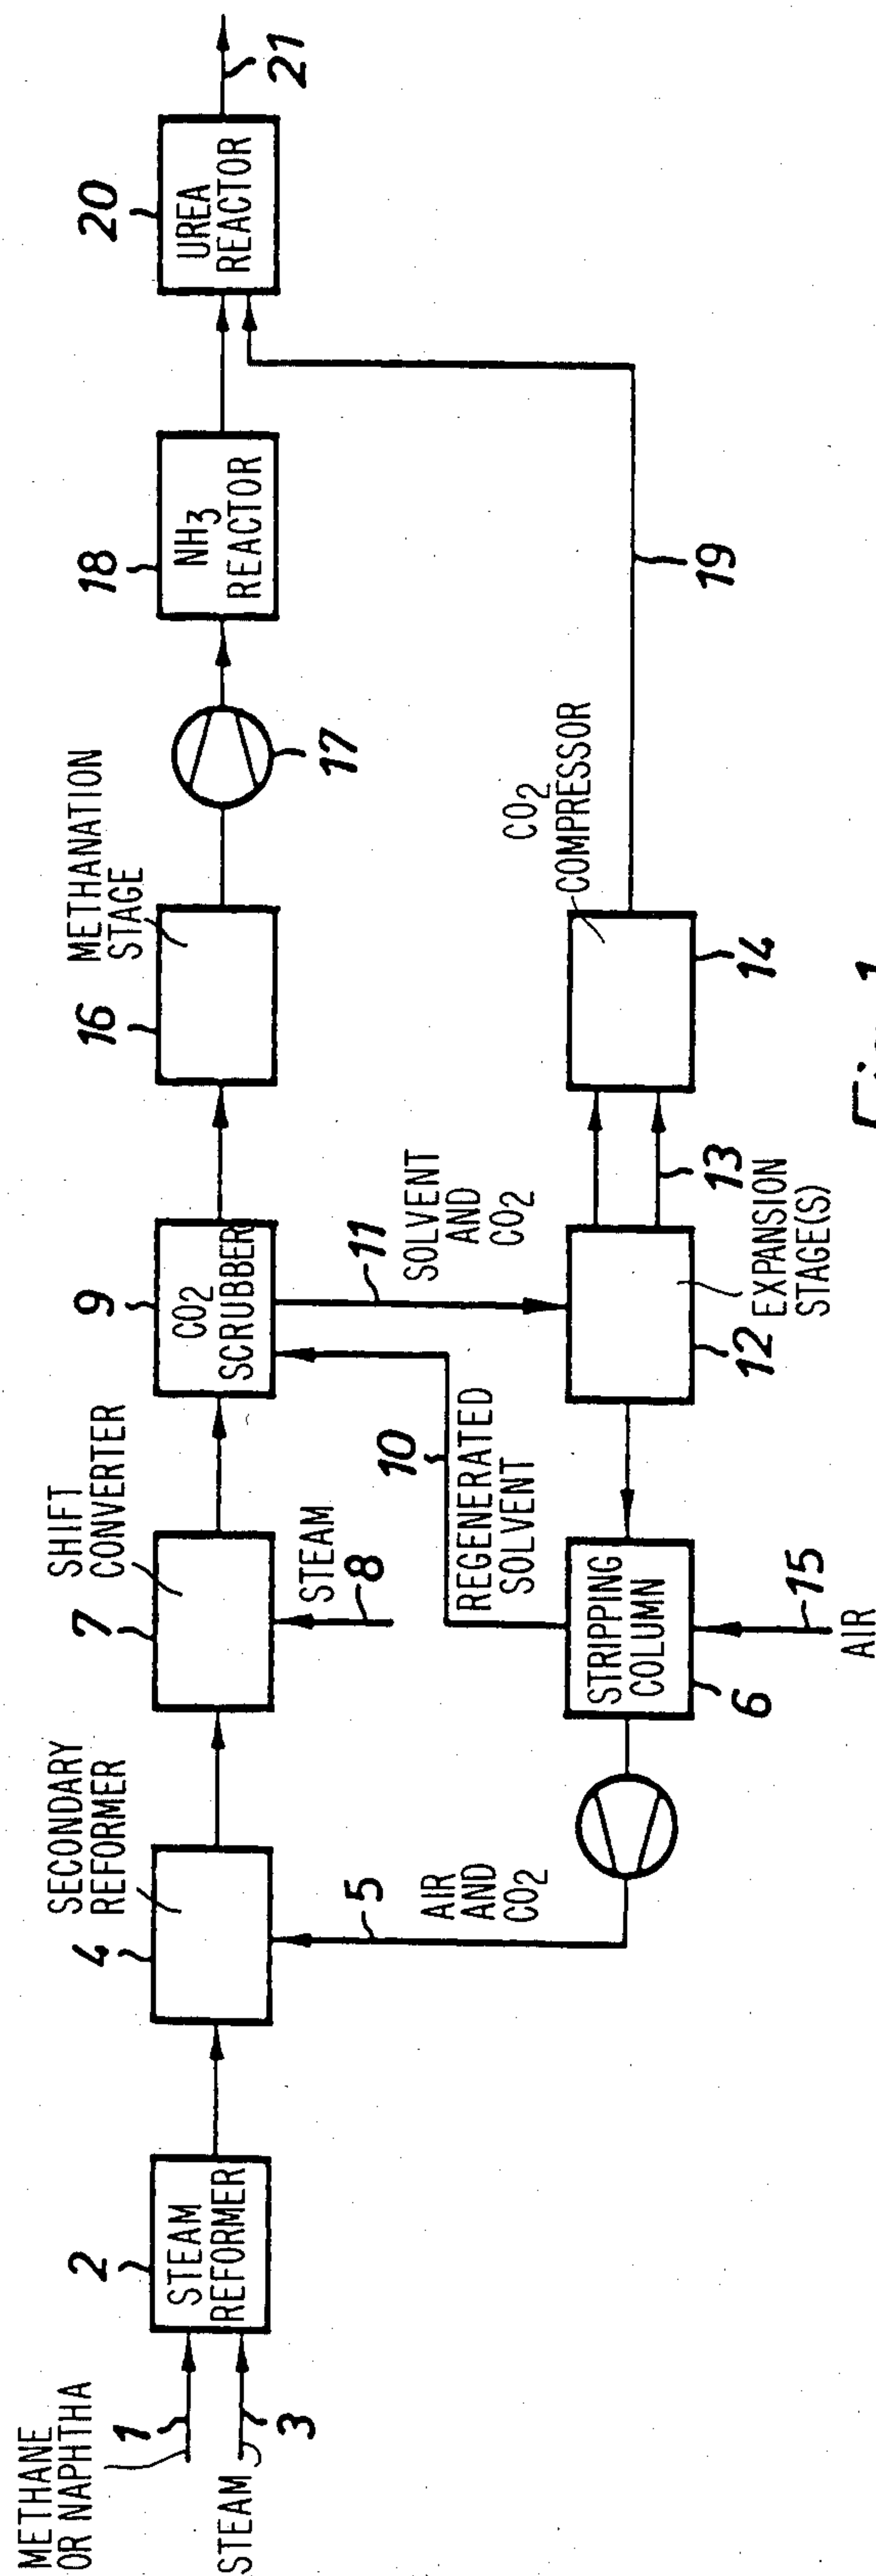 METHANE
OR NAPHTHA
1
STEAM
3
2
STEAM
REFORMER
4
SECONDARY
REFORMER
5
AIR
AND
CO2
7
SHIFT
CONVERTER
STEAM
8
9
CO2
SCRUBBER
10
REGENERATED
SOLVENT
11
SOLVENT
AND
CO2
STRIPPING
COLUMN
6
15
AIR
12
EXPANSION
STAGE(S)
13
CO2
COMPRESSOR
14
16
METHANATION
STAGE
17
18
NH3
REACTOR
19
20
UREA
REACTOR
21
Fig. 1